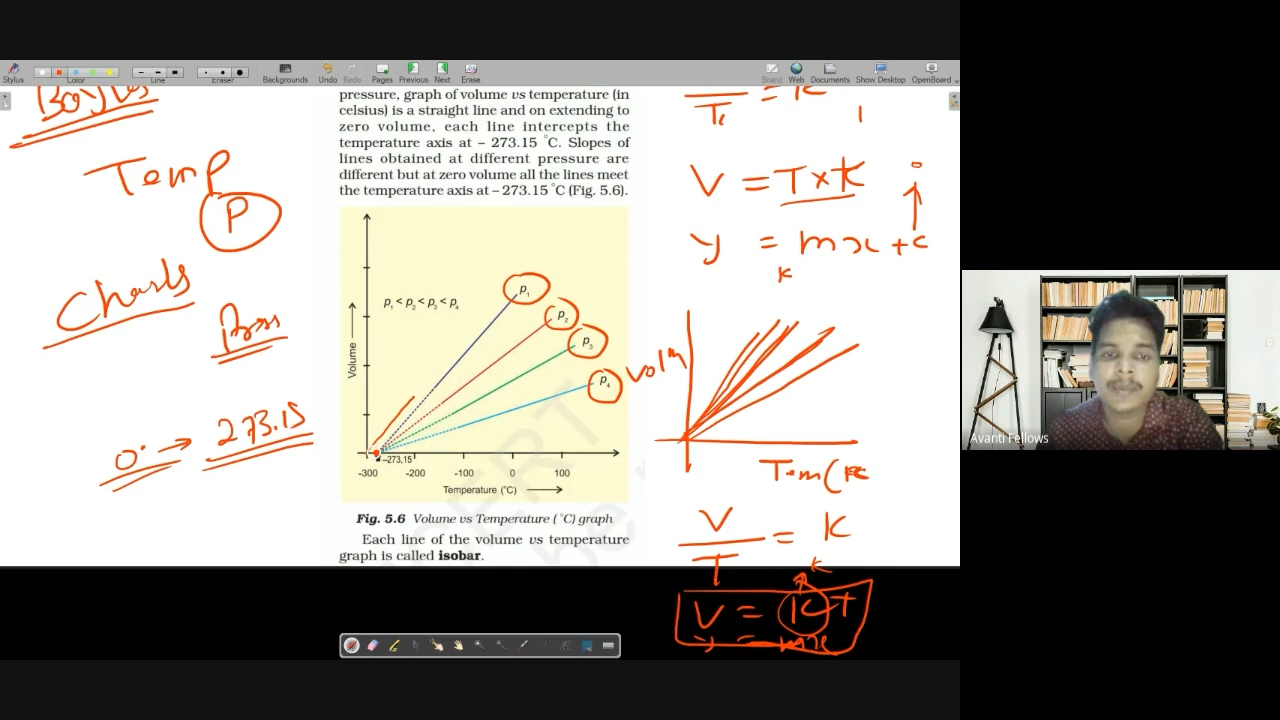 Stylus
Color
Line
Eraser
Backgrounds
Undo
Redo
Pages
Previous
Next
Erase
Board
Web
Documents
Show Desktop
OpenBoard
Temp
P
Charls
0° → 273.15
pressure, graph of volume vs temperature (in
celsius) is a straight line and on extending to
zero volume, each line intercepts the
temperature axis at – 273.15 °C. Slopes of
lines obtained at different pressure are
different but at zero volume all the lines meet
the temperature axis at – 273.15 °C (Fig. 5.6).
p1
p2
p3
p4
p1 < p2 < p3 < p4
Volume
–273.15
-300 -200 -100 0 100
Temperature (°C)
Fig. 5.6 Volume vs Temperature ( °C) graph
Each line of the volume vs temperature
graph is called isobar.
NCERT
T1 = K
V = T x K
y = mx + c
K
Tem(K
V
T = K
K
V = K T
y = mx
Avanti Fellows